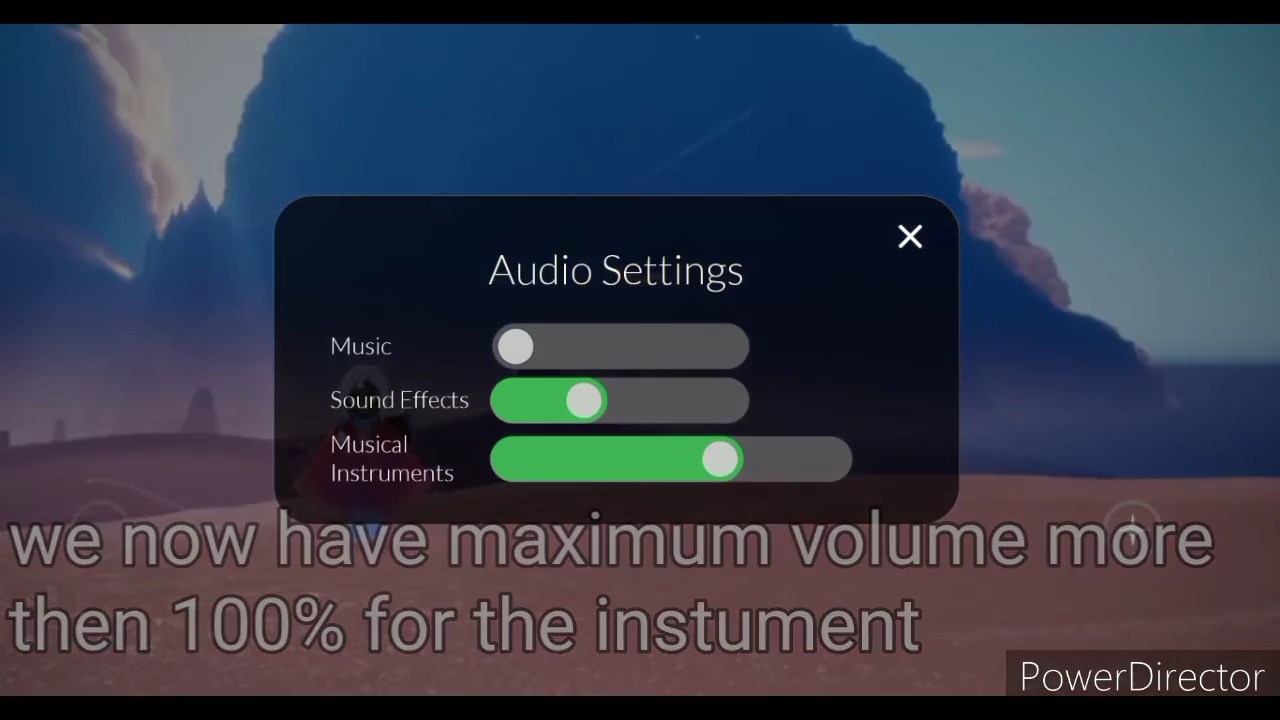 Audio Settings
Music
Sound Effects
Musical
Instruments
we now have maximum volume more
then 100% for the instument
PowerDirector